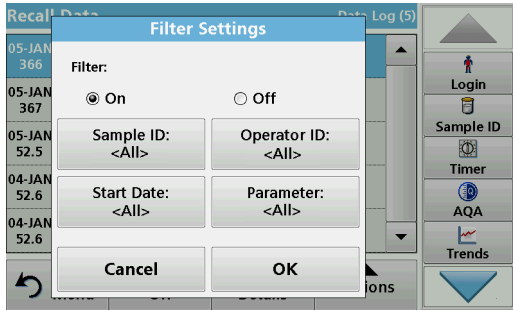 Recall Data
Data Log (5)
Filter Settings
05-JAN
366
05-JAN
367
05-JAN
52.5
04-JAN
52.6
04-JAN
52.6
Filter:
On
Off
Sample ID:
<All>
Operator ID:
<All>
Start Date:
<All>
Parameter:
<All>
Cancel
OK
Login
Sample ID
Timer
AQA
Trends